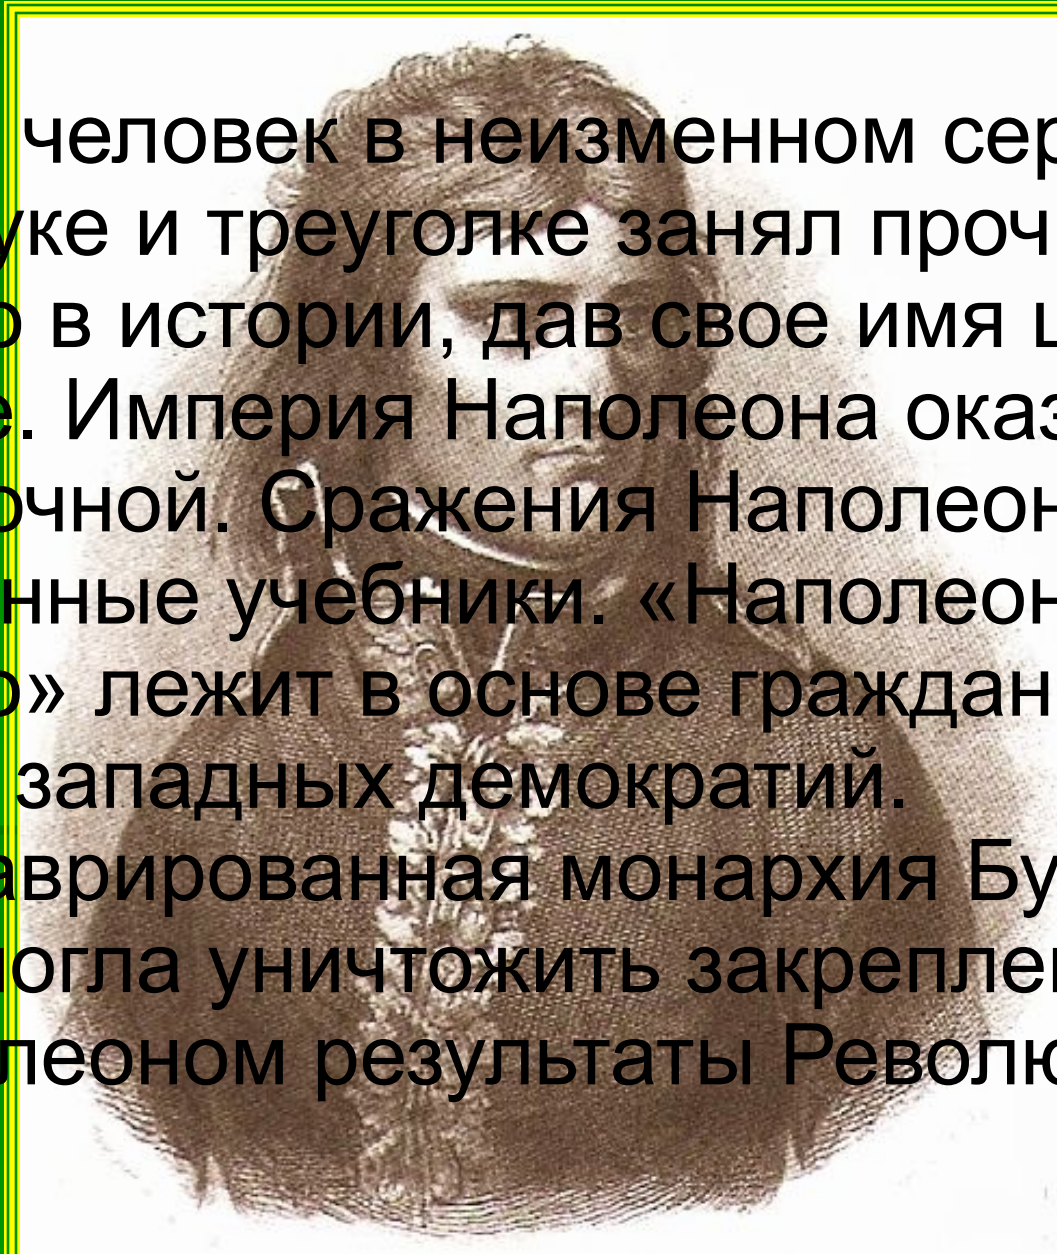 человек в неизменном сер
уке и треуголке занял проч
о в истории, дав свое имя ц
е. Империя Наполеона оказ
очной. Сражения Наполеон
нные учебники. «Наполеон
о» лежит в основе граждан
западных демократий.
аврированная монархия Бу
огла уничтожить закреплен
леоном результаты Револю